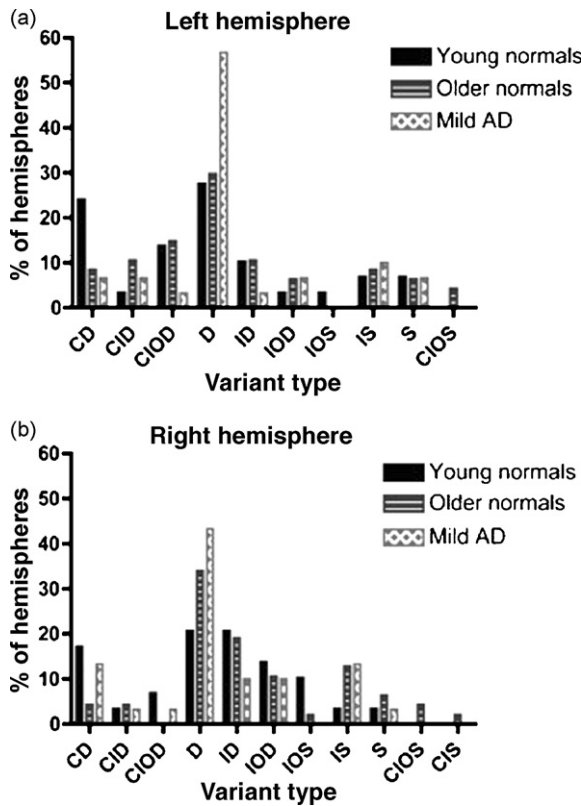 (a)
Left hemisphere
60
50
40
30
20
10
0
% of hemispheres
Young normals
Older normals
Mild AD
CD
CID
CIOD
D
ID
IOD
IOS
IS
S
CIOS
Variant type
(b)
Right hemisphere
60
50
40
30
20
10
0
% of hemispheres
Young normals
Older normals
Mild AD
CD
CID
CIOD
D
ID
IOD
IOS
IS
S
CIOS
CIS
Variant type